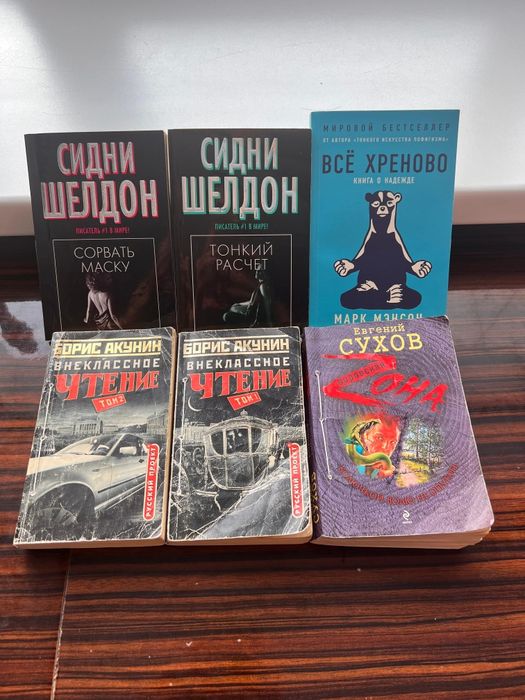 СИДНИ
ШЕЛДОН
ПИСАТЕЛЬ #1 В МИРЕ!
СОРВАТЬ
МАСКУ
СИДНИ
ШЕЛДОН
ПИСАТЕЛЬ #1 В МИРЕ!
ТОНКИЙ
РАСЧЕТ
МИРОВОЙ БЕСТСЕЛЛЕР
ОТ АВТОРА «ТОНКОГО ИСКУССТВА ПОФИГИЗМА»
ВСЁ ХРЕНОВО
КНИГА О НАДЕЖДЕ
МАРК МЭНСОН
БОРИС АКУНИН
ВНЕКЛАССНОЕ
ЧТЕНИЕ
ТОМ 2
РУССКИЙ ПРОЕКТ
БОРИС АКУНИН
ВНЕКЛАССНОЕ
ЧТЕНИЕ
ТОМ 1
РУССКИЙ ПРОЕКТ
Евгений
СУХОВ
Zона
СУХОВ